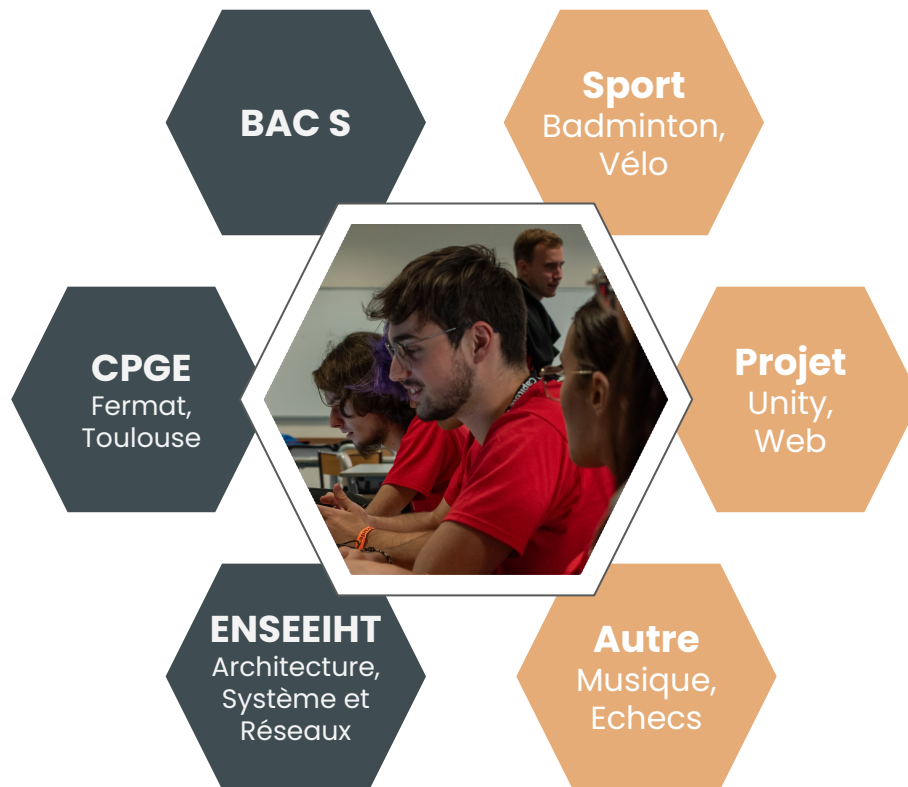 BAC S
Sport
Badminton,
Vélo
CPGE
Fermat,
Toulouse
Projet
Unity,
Web
ENSEEIHT
Architecture,
Système et
Réseaux
Autre
Musique,
Echecs